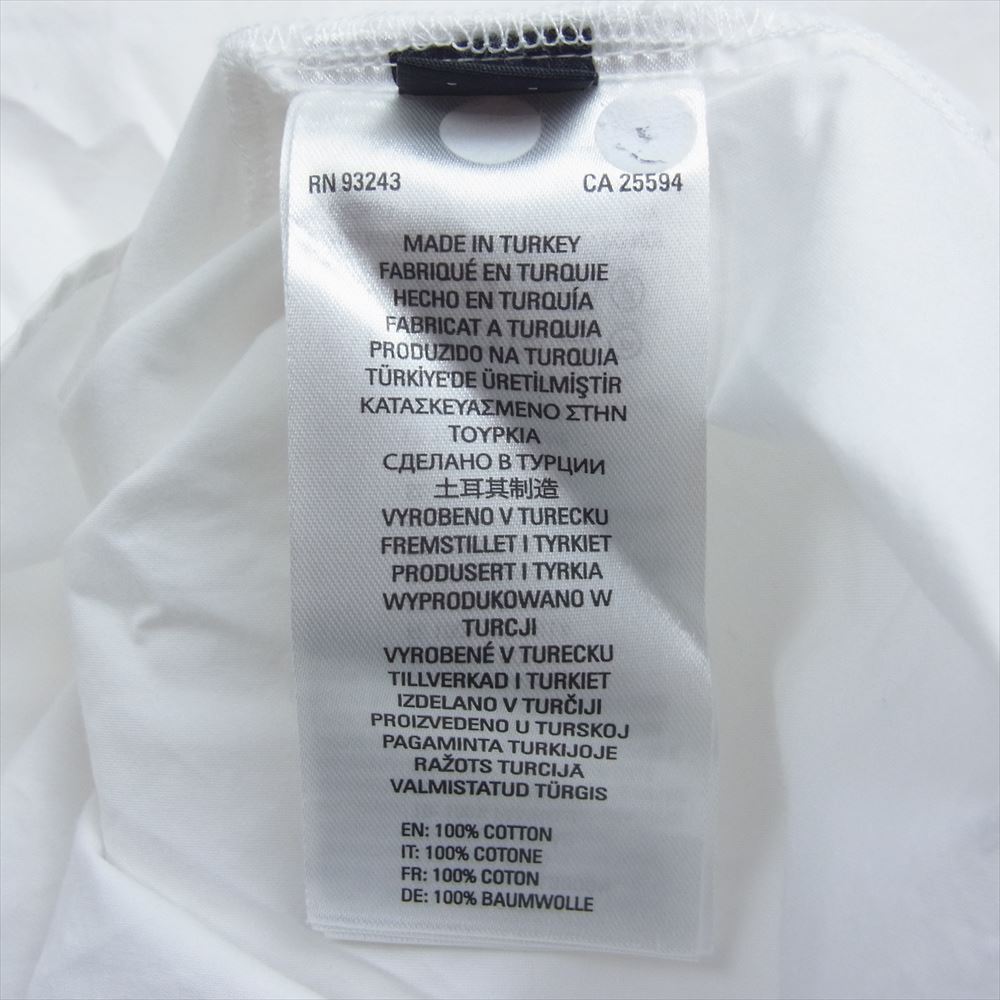 RN 93243 CA 25594
MADE IN TURKEY
FABRIQUÉ EN TURQUIE
HECHO EN TURQUÍA
FABRICAT A TURQUIA
PRODUZIDO NA TURQUIA
TÜRKİYE'DE ÜRETİLMİŞTİR
ΚΑΤΑΣΚΕΥΑΣΜΕΝΟ ΣΤΗΝ
ΤΟΥΡΚΙΑ
СДЕЛАНО В ТУРЦИИ
土耳其制造
VYROBENO V TURECKU
FREMSTILLET I TYRKIET
PRODUSERT I TYRKIA
WYPRODUKOWANO W
TURCJI
VYROBENÉ V TURECKU
TILLVERKAD I TURKIET
IZDELANO V TURČIJI
PROIZVEDENO U TURSKOJ
PAGAMINTA TURKIJOJE
RAŽOTS TURCIJA
VALMISTATUD TÜRGIS
EN: 100% COTTON
IT: 100% COTONE
FR: 100% COTON
DE: 100% BAUMWOLLE